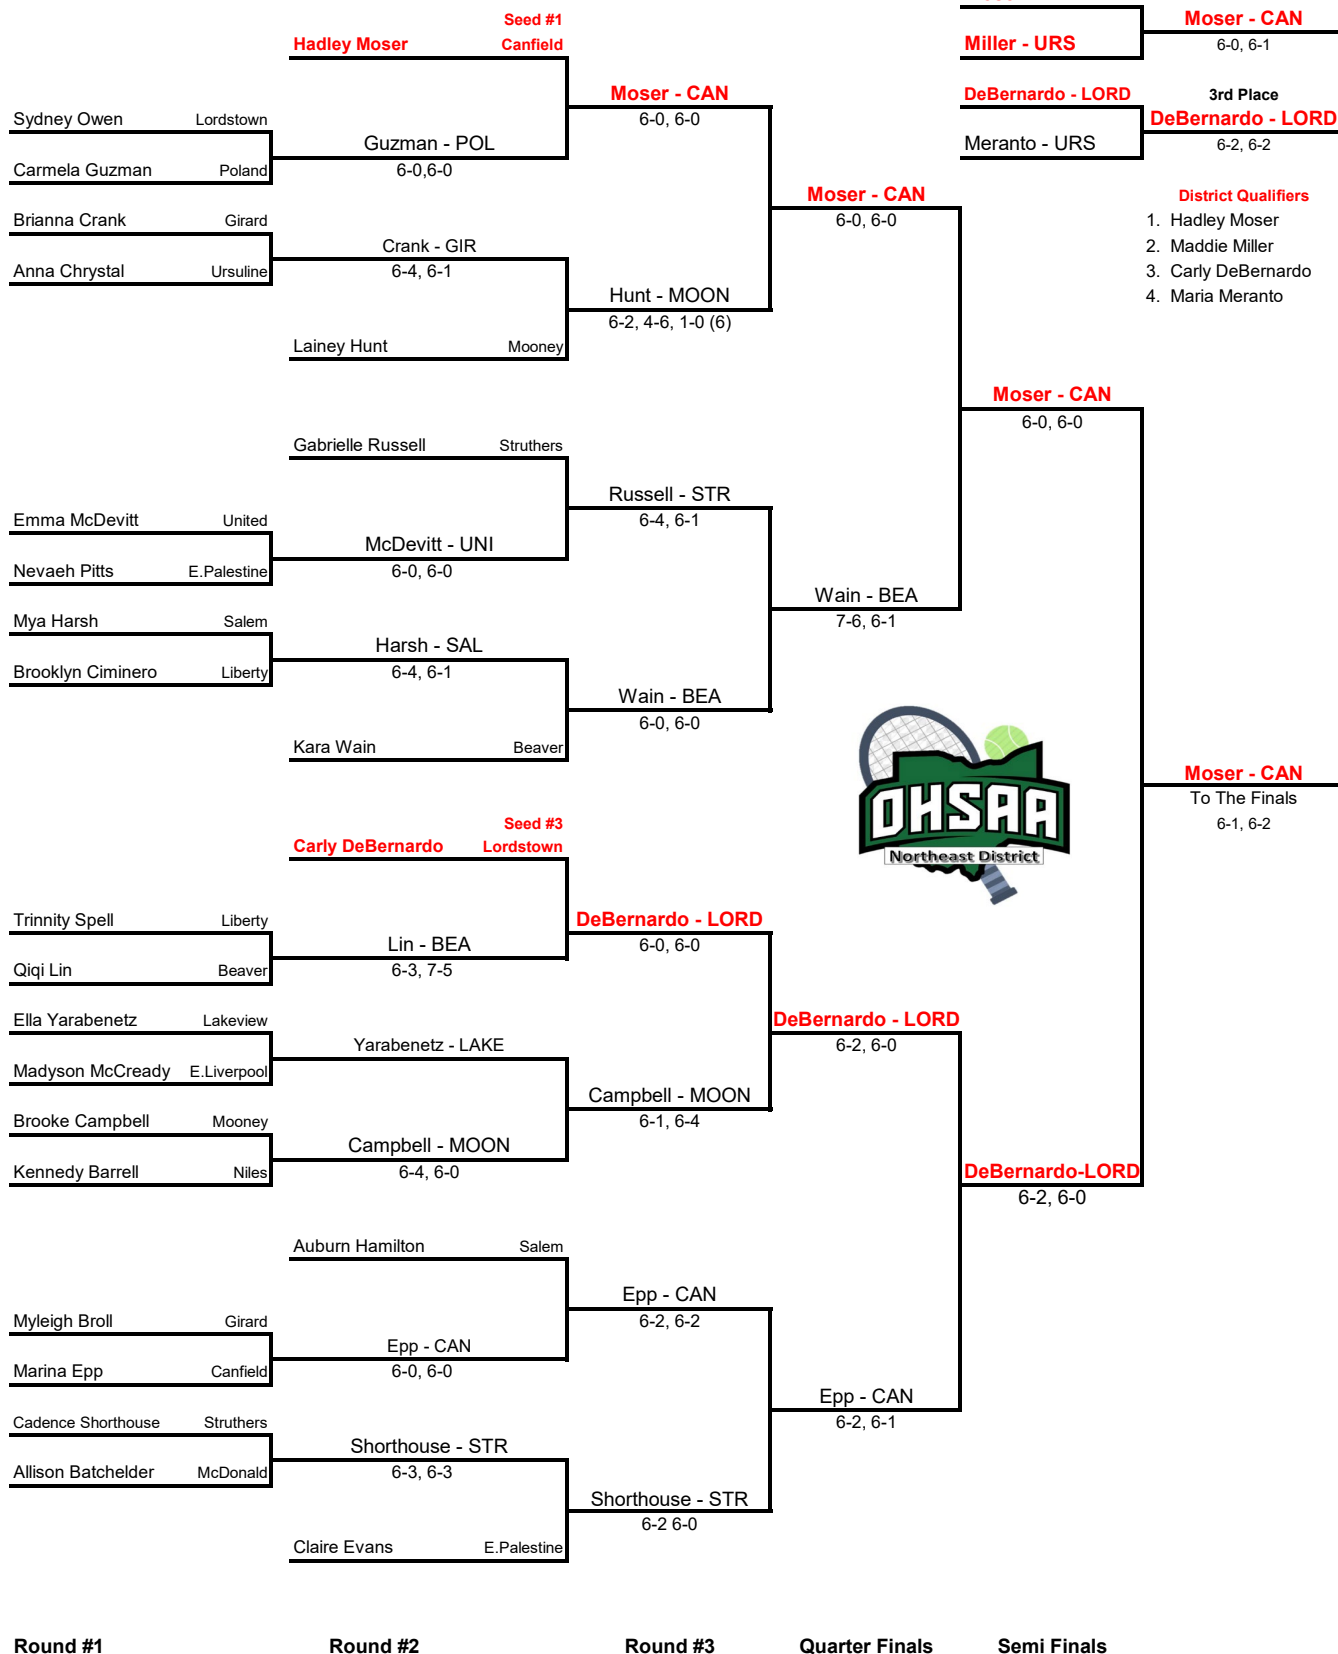 Seed #1
Hadley Moser Canfield
Moser - CAN
6-0, 6-1
Miller - URS
DeBernardo - LORD
3rd Place
DeBernardo - LORD
6-2, 6-2
Meranto - URS
District Qualifiers
1. Hadley Moser
2. Maddie Miller
3. Carly DeBernardo
4. Maria Meranto
Moser - CAN
6-0, 6-0
Sydney Owen Lordstown
Guzman - POL
6-0,6-0
Carmela Guzman Poland
Moser - CAN
6-0, 6-0
Brianna Crank Girard
Crank - GIR
6-4, 6-1
Anna Chrystal Ursuline
Hunt - MOON
6-2, 4-6, 1-0 (6)
Lainey Hunt Mooney
Moser - CAN
6-0, 6-0
Gabrielle Russell Struthers
Russell - STR
6-4, 6-1
Emma McDevitt United
McDevitt - UNI
6-0, 6-0
Nevaeh Pitts E.Palestine
Wain - BEA
7-6, 6-1
Mya Harsh Salem
Harsh - SAL
6-4, 6-1
Brooklyn Ciminero Liberty
Wain - BEA
6-0, 6-0
Kara Wain Beaver
OHSAA
Northeast District
Moser - CAN
To The Finals
6-1, 6-2
Seed #3
Carly DeBernardo Lordstown
DeBernardo - LORD
6-0, 6-0
Trinnity Spell Liberty
Lin - BEA
6-3, 7-5
Qiqi Lin Beaver
DeBernardo - LORD
6-2, 6-0
Ella Yarabenetz Lakeview
Yarabenetz - LAKE
Madyson McCready E.Liverpool
Campbell - MOON
6-1, 6-4
Brooke Campbell Mooney
Campbell - MOON
6-4, 6-0
Kennedy Barrell Niles
DeBernardo-LORD
6-2, 6-0
Auburn Hamilton Salem
Epp - CAN
6-2, 6-2
Myleigh Broll Girard
Epp - CAN
6-0, 6-0
Marina Epp Canfield
Epp - CAN
6-2, 6-1
Cadence Shorthouse Struthers
Shorthouse - STR
6-3, 6-3
Allison Batchelder McDonald
Shorthouse - STR
6-2 6-0
Claire Evans E.Palestine
Round #1 Round #2 Round #3 Quarter Finals Semi Finals